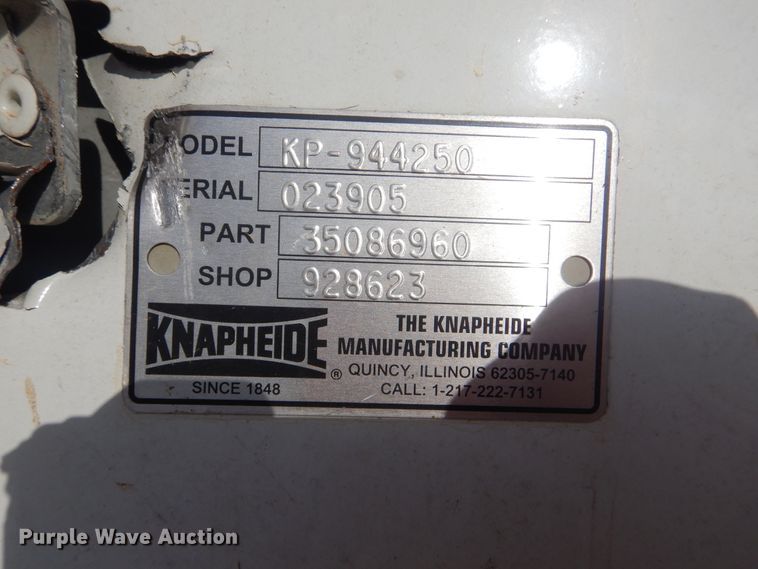 ODEL KP-944250
ERIAL 023905
PART 35086960
SHOP 928623
KNAPHEIDE ®
SINCE 1848
THE KNAPHEIDE
MANUFACTURING COMPANY
QUINCY, ILLINOIS 62305-7140
CALL: 1-217-222-7131
Purple Wave Auction®